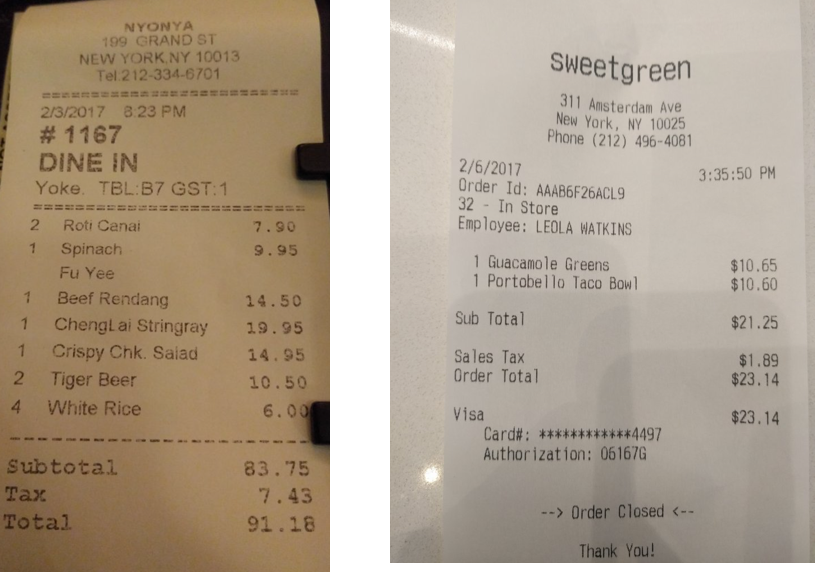 NYONYA
199 GRAND ST
NEW YORK,NY 10013
Tel:212-334-6701
2/3/2017 8:23 PM
# 1167
DINE IN
Yoke. TBL:B7 GST:1
2 Roti Canai 7.90
1 Spinach 9.95
Fu Yee
1 Beef Rendang 14.50
1 ChengLai Stringray 19.95
1 Crispy Chk. Salad 14.95
2 Tiger Beer 10.50
4 White Rice 6.00
Subtotal 83.75
Tax 7.43
Total 91.18
sweetgreen
311 Amsterdam Ave
New York, NY 10025
Phone (212) 496-4081
2/6/2017 3:35:50 PM
Order Id: AAAB6F26ACL9
32 - In Store
Employee: LEOLA WATKINS
1 Guacamole Greens $10.65
1 Portobello Taco Bowl $10.60
Sub Total $21.25
Sales Tax $1.89
Order Total $23.14
Visa $23.14
Card#: ************4497
Authorization: 06167G
--> Order Closed <--
Thank You!